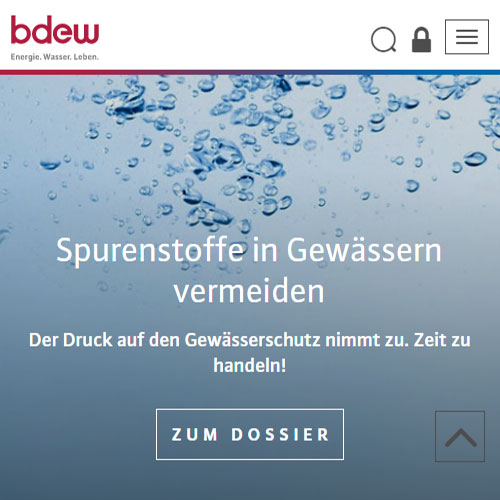 bdew
Energie. Wasser. Leben.
Spurenstoffe in Gewässern
vermeiden
Der Druck auf den Gewässerschutz nimmt zu. Zeit zu
handeln!
ZUM DOSSIER